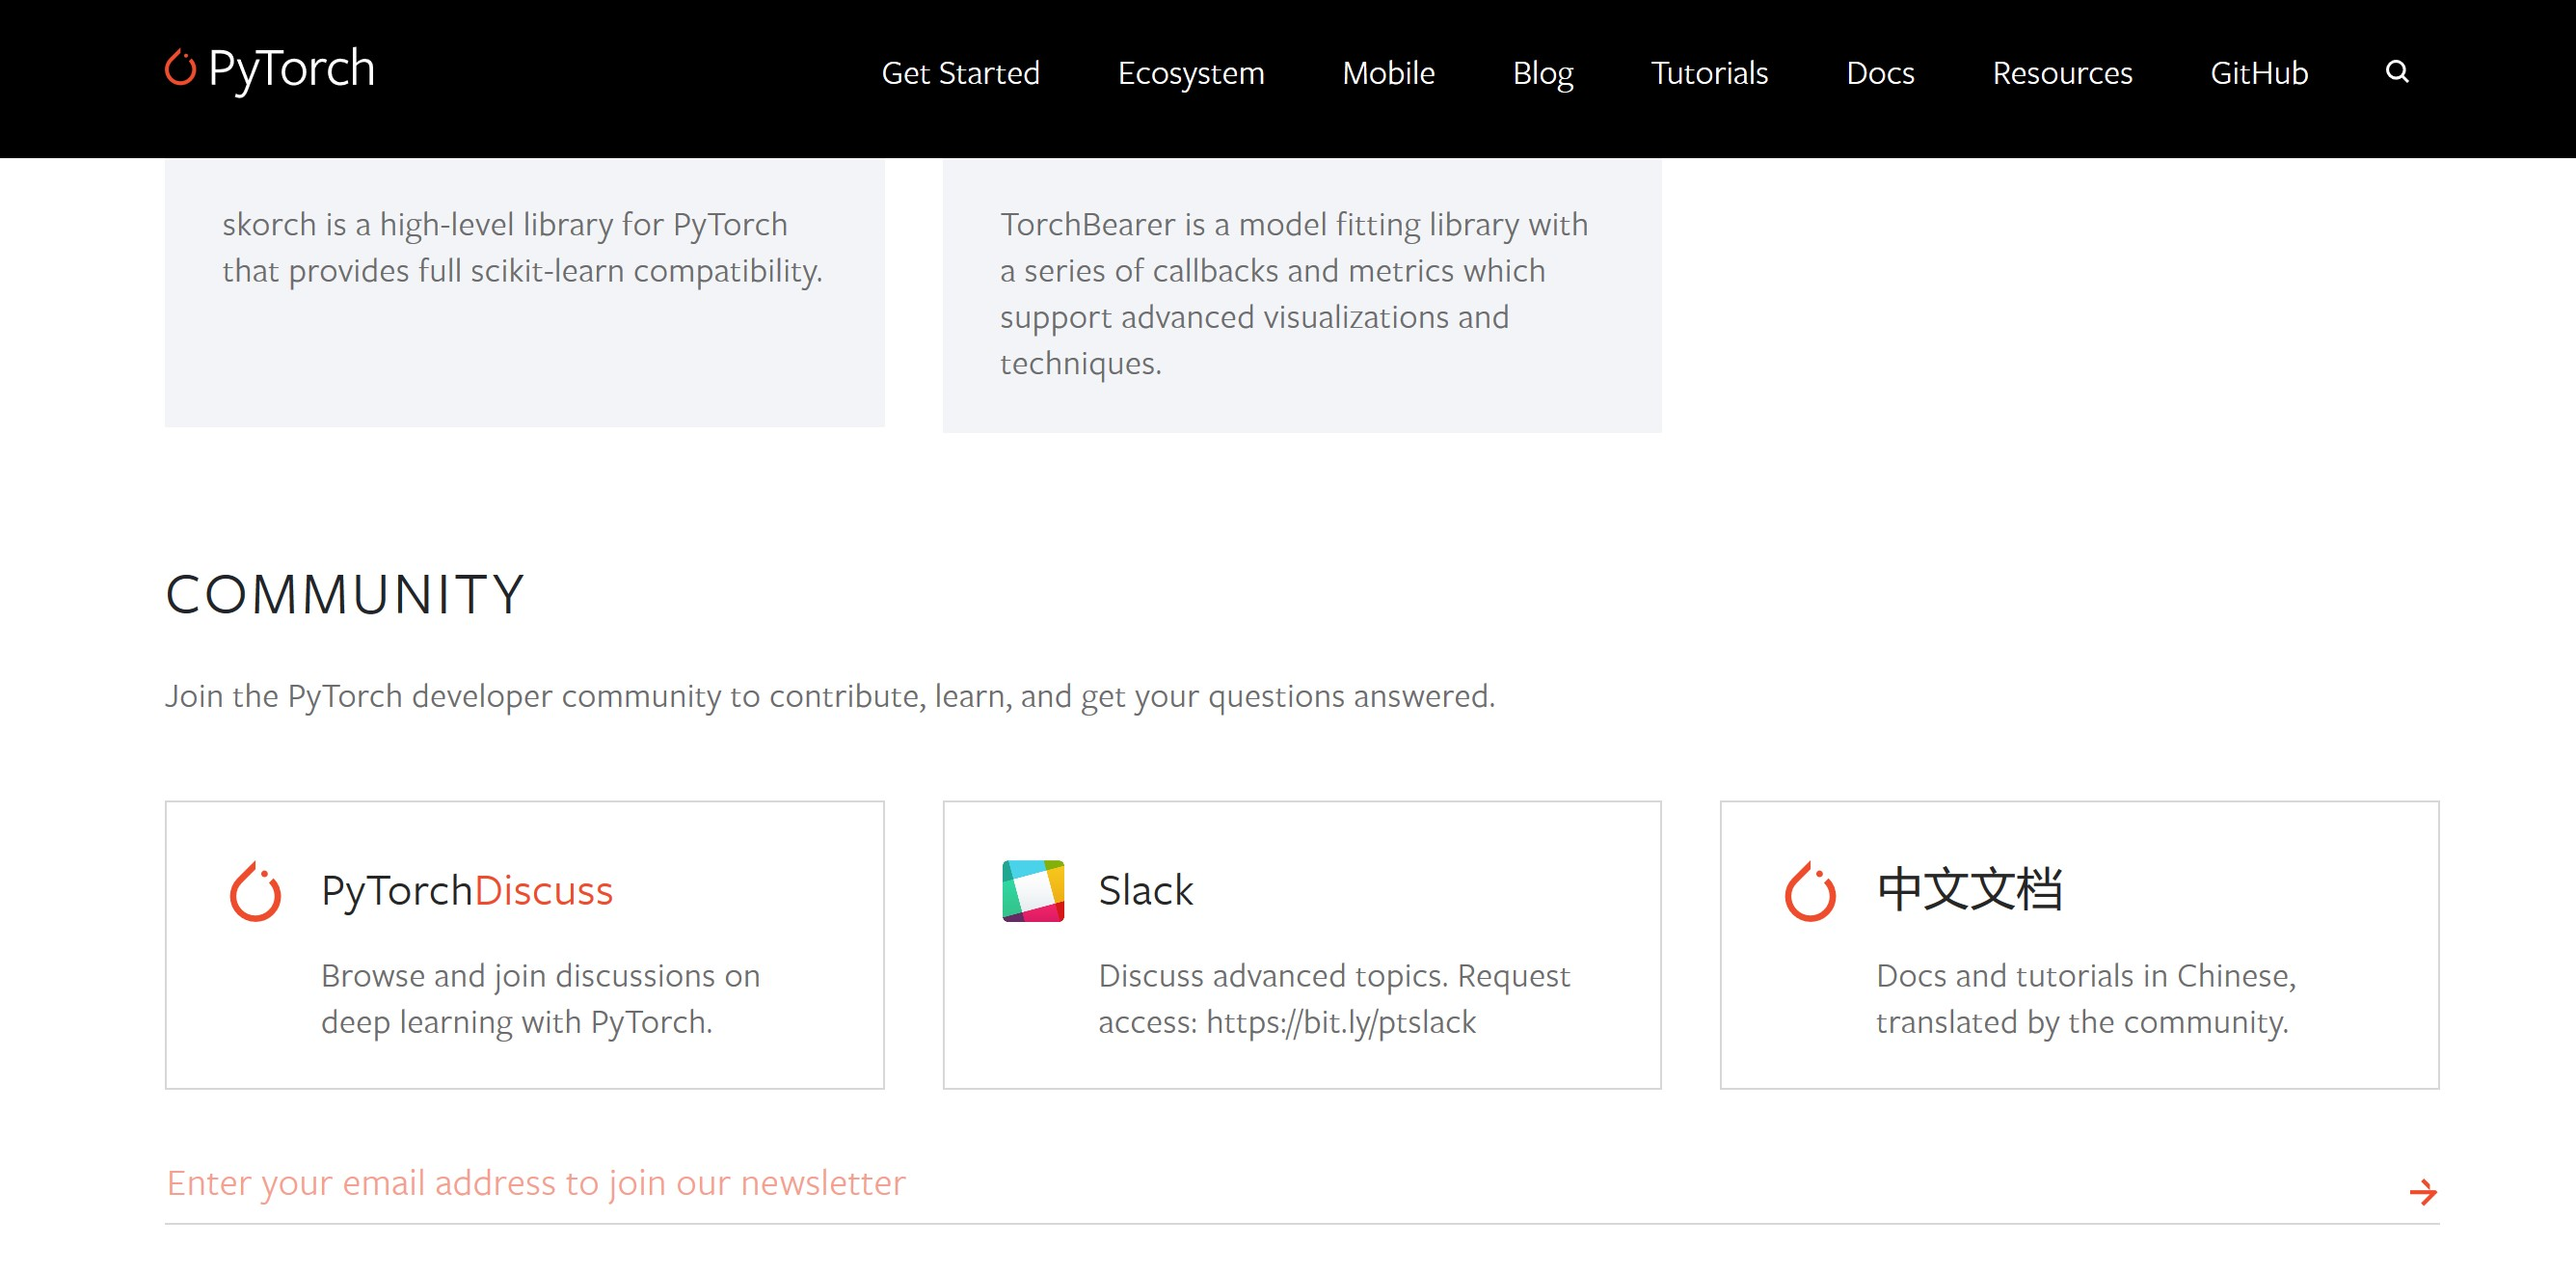 PyTorch
Get Started
Ecosystem
Mobile
Blog
Tutorials
Docs
Resources
GitHub
skorch is a high-level library for PyTorch
that provides full scikit-learn compatibility.
TorchBearer is a model fitting library with
a series of callbacks and metrics which
support advanced visualizations and
techniques.
COMMUNITY
Join the PyTorch developer community to contribute, learn, and get your questions answered.
PyTorchDiscuss
Browse and join discussions on
deep learning with PyTorch.
Slack
Discuss advanced topics. Request
access: https://bit.ly/ptslack
中文文档
Docs and tutorials in Chinese,
translated by the community.
Enter your email address to join our newsletter